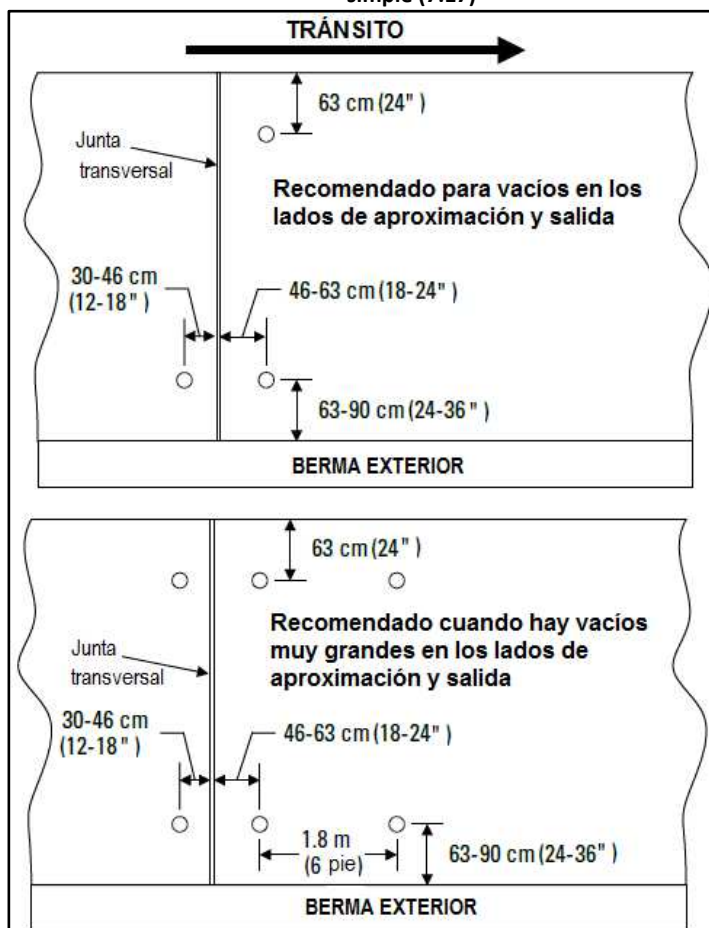 simple (7.17)
TRÁNSITO
63 cm (24")
Junta
transversal
Recomendado para vacíos en los
lados de aproximación y salida
30-46 cm
(12-18" )
46-63 cm (18-24" )
63-90 cm (24-36 " )
BERMA EXTERIOR
63 cm (24" )
Recomendado cuando hay vacíos
muy grandes en los lados de
aproximación y salida
Junta
transversal
30-46 cm
(12-18" )
46-63 cm (18-24" )
1.8 m
(6 pie)
63-90 cm (24-36" )
BERMA EXTERIOR